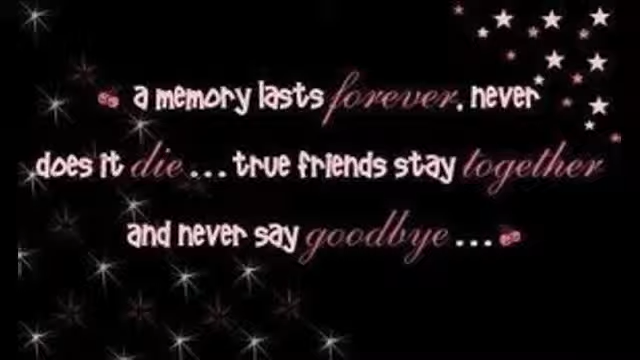 a memory lasts forever, never
does it die... true friends stay together
and never say goodbye...